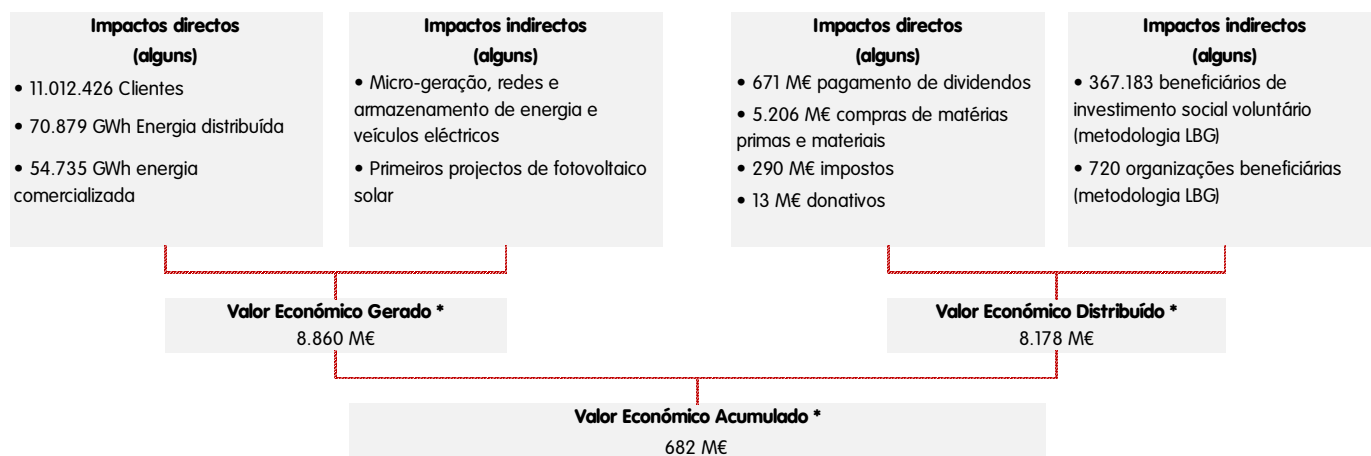 Impactos directos
(alguns)
• 11.012.426 Clientes
• 70.879 GWh Energia distribuída
• 54.735 GWh energia
comercializada
Impactos indirectos
(alguns)
• Micro-geração, redes e
armazenamento de energia e
veículos eléctricos
• Primeiros projectos de fotovoltaico
solar
Impactos directos
(alguns)
• 671 M€ pagamento de dividendos
• 5.206 M€ compras de matérias
primas e materiais
• 290 M€ impostos
• 13 M€ donativos
Impactos indirectos
(alguns)
• 367.183 beneficiários de
investimento social voluntário
(metodologia LBG)
• 720 organizações beneficiárias
(metodologia LBG)
Valor Económico Gerado *
8.860 M€
Valor Económico Distribuído *
8.178 M€
Valor Económico Acumulado *
682 M€